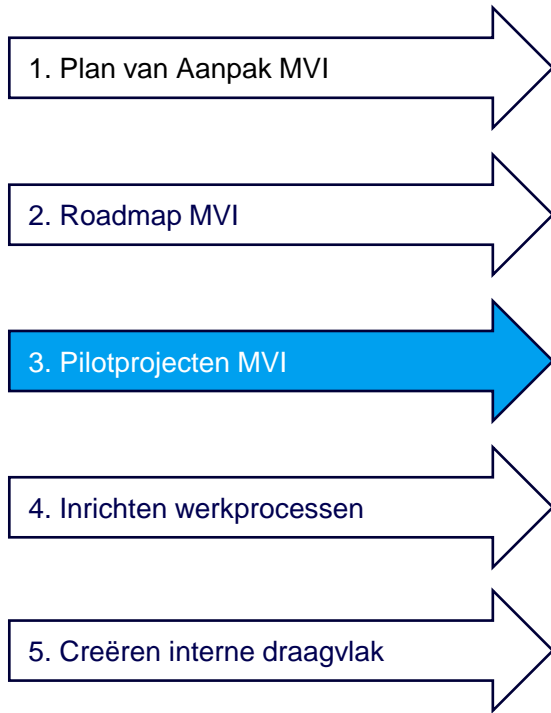 1. Plan van Aanpak MVI
2. Roadmap MVI
3. Pilotprojecten MVI
4. Inrichten werkprocessen
5. Creëren interne draagvlak